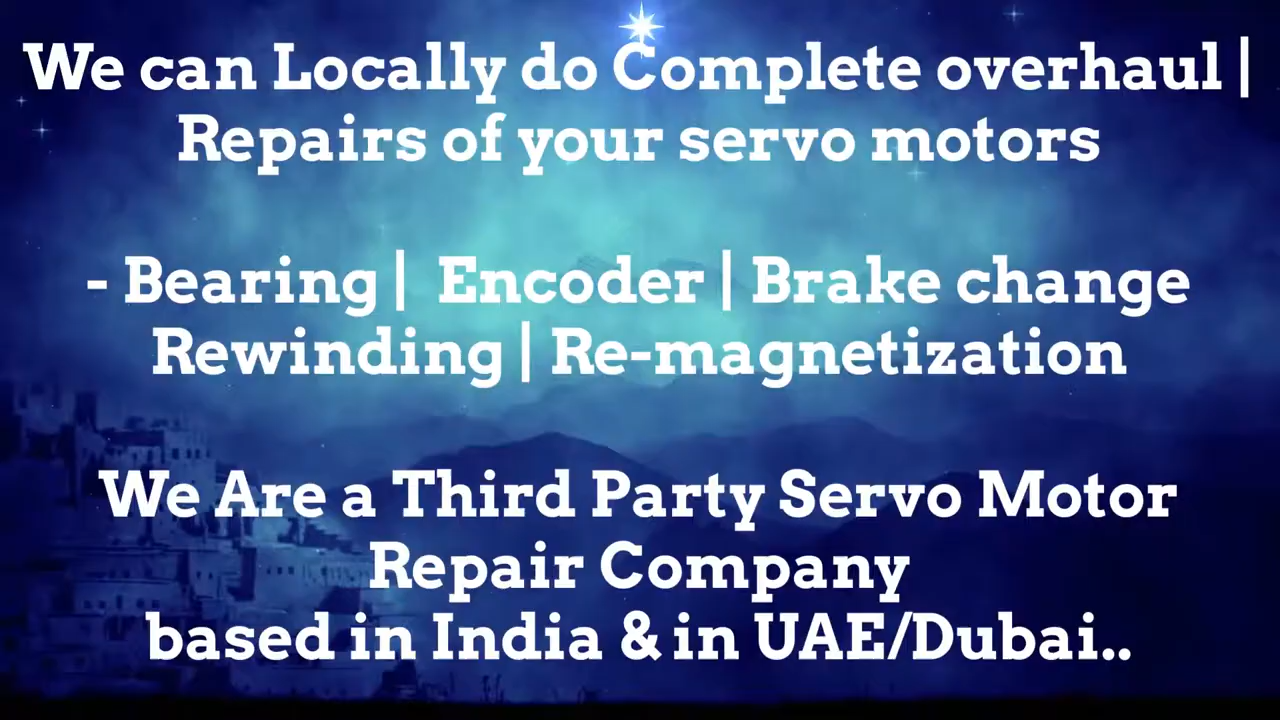 We can Locally do Complete overhaul |
Repairs of your servo motors
- Bearing | Encoder | Brake change
Rewinding | Re-magnetization
We Are a Third Party Servo Motor
Repair Company
based in India & in UAE/Dubai..